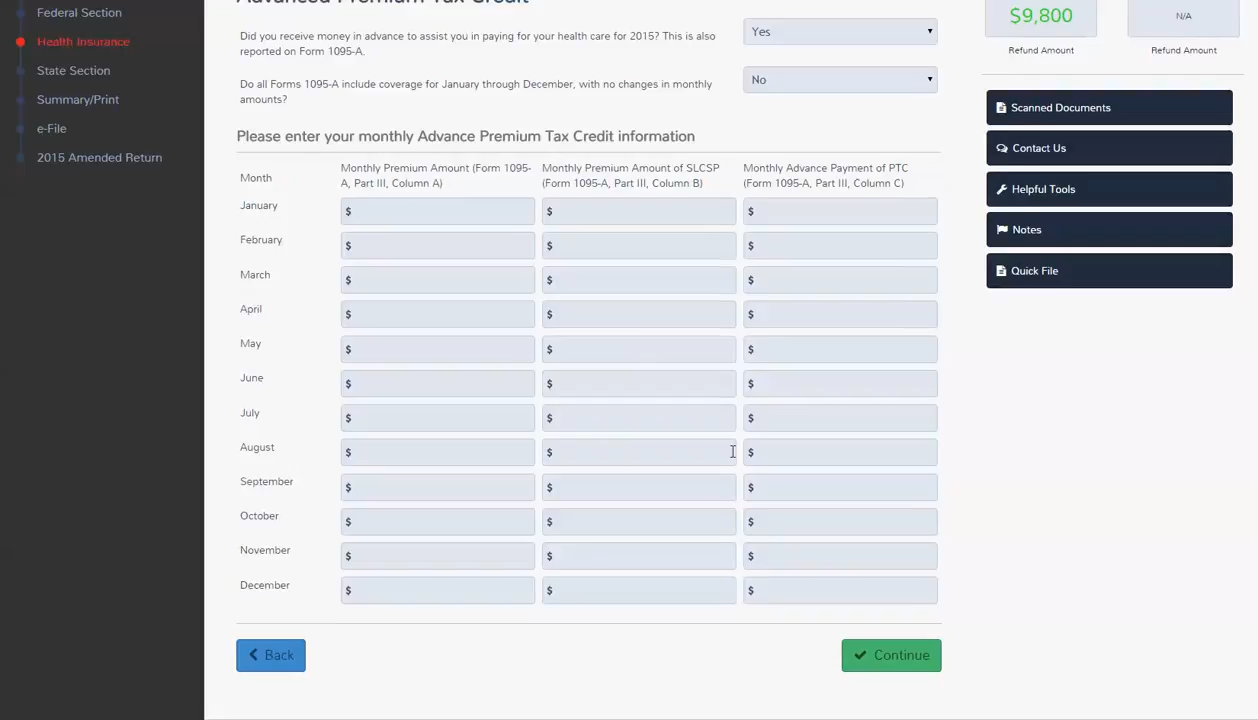 Federal Section
Health Insurance
State Section
Summary/Print
e-File
2015 Amended Return
Advanced Premium Tax Credit
Did you receive money in advance to assist you in paying for your health care for 2015? This is also
reported on Form 1095-A.
Yes
Do all Forms 1095-A include coverage for January through December, with no changes in monthly
amounts?
No
Please enter your monthly Advance Premium Tax Credit information
Month
Monthly Premium Amount (Form 1095-
A, Part III, Column A)
Monthly Premium Amount of SLCSP
(Form 1095-A, Part III, Column B)
Monthly Advance Payment of PTC
(Form 1095-A, Part III, Column C)
January $ $ $
February $ $ $
March $ $ $
April $ $ $
May $ $ $
June $ $ $
July $ $ $
August $ $ $
September $ $ $
October $ $ $
November $ $ $
December $ $ $
Back
Continue
$9,800
Refund Amount
N/A
Refund Amount
Scanned Documents
Contact Us
Helpful Tools
Notes
Quick File